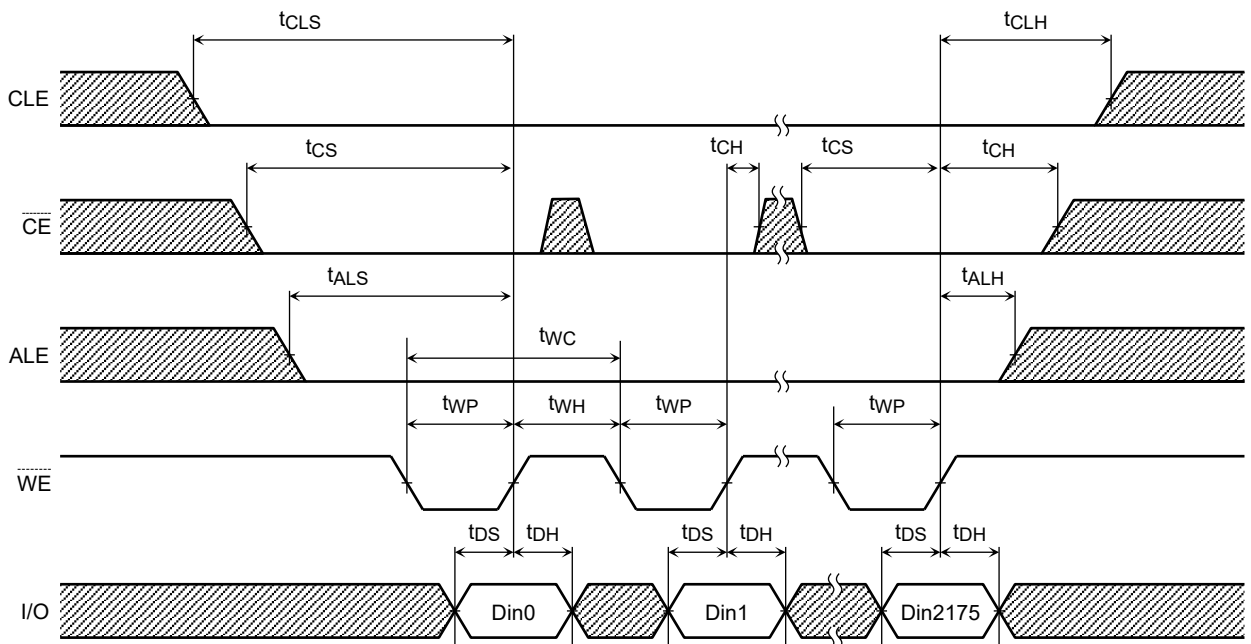 tCLS tCLH
CLE
tCS tCH tCS tCH
CE
tALS tALH
ALE
tWC
tWP tWH tWP tWP
WE
tDS tDH tDS tDH tDS tDH
I/O Din0 Din1 Din2175